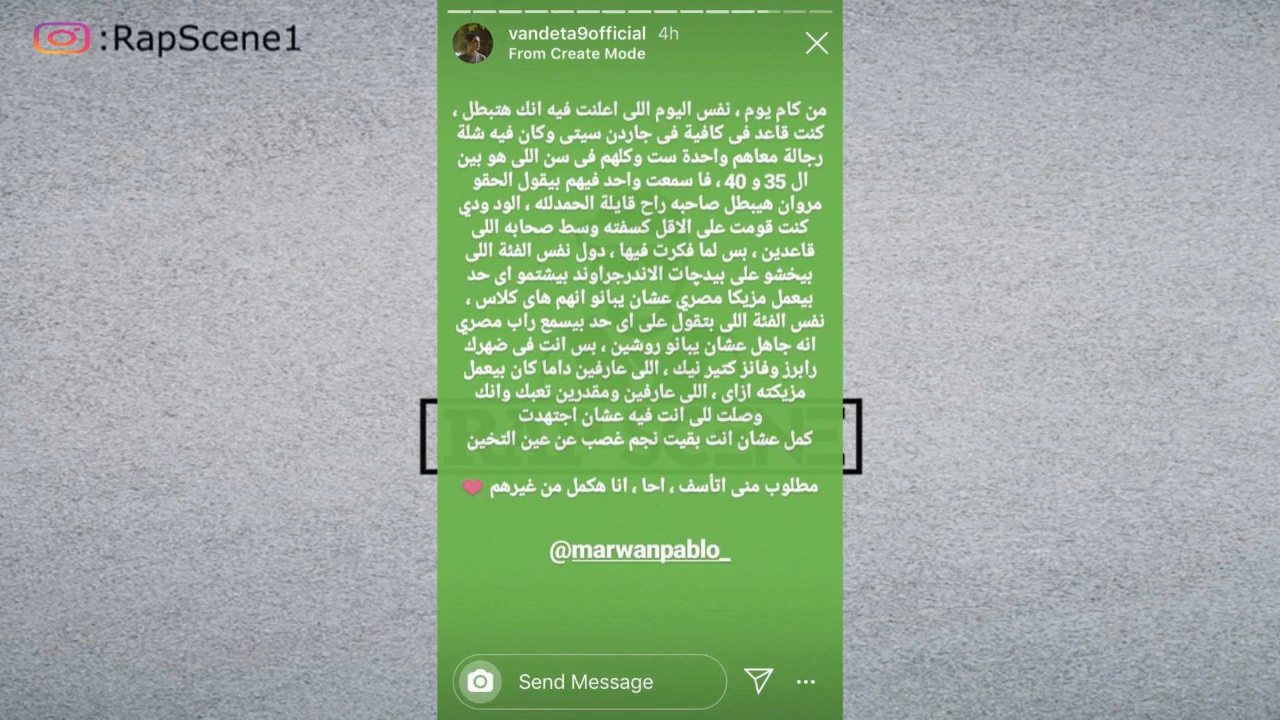 :RapScene1
vandeta9official 4h
From Create Mode
من كام يوم ، نفس اليوم اللى اعلنت فيه انك هتبطل ،
كنت قاعد فى كافية فى جاردن سيتى وكان فيه شلة
رجالة معاهم واحدة ست وكلهم فى سن اللى هو بين
ال 35 و 40 ، فا سمعت واحد فيهم بيقول الحقو
مروان هيبطل صاحبه راح قايلة الحمدلله ، الود ودي
كنت قومت على الاقل كسفته وسط صحابه اللى
قاعدين ، بس لما فكرت فيها ، دول نفس الفئة اللى
بيخشو على بيدچات الاندرجراوند بيشتمو اى حد
بيعمل مزيكا مصري عشان يبانو انهم هاى كلاس ،
نفس الفئة اللى بتقول على اى حد بيسمع راب مصري
انه جاهل عشان يبانو روشين ، بس انت فى ضهرك
رابرز وفانز كتير نيك ، اللى عارفين داما كان بيعمل
مزيكته ازاى ، اللى عارفين ومقدرين تعبك وانك
وصلت للى انت فيه عشان اجتهدت
كمل عشان انت بقيت نجم غصب عن عين التخين
مطلوب منى اتأسف ، احا ، انا هكمل من غيرهم 💗
@marwanpablo_
RAP SCENE
Send Message